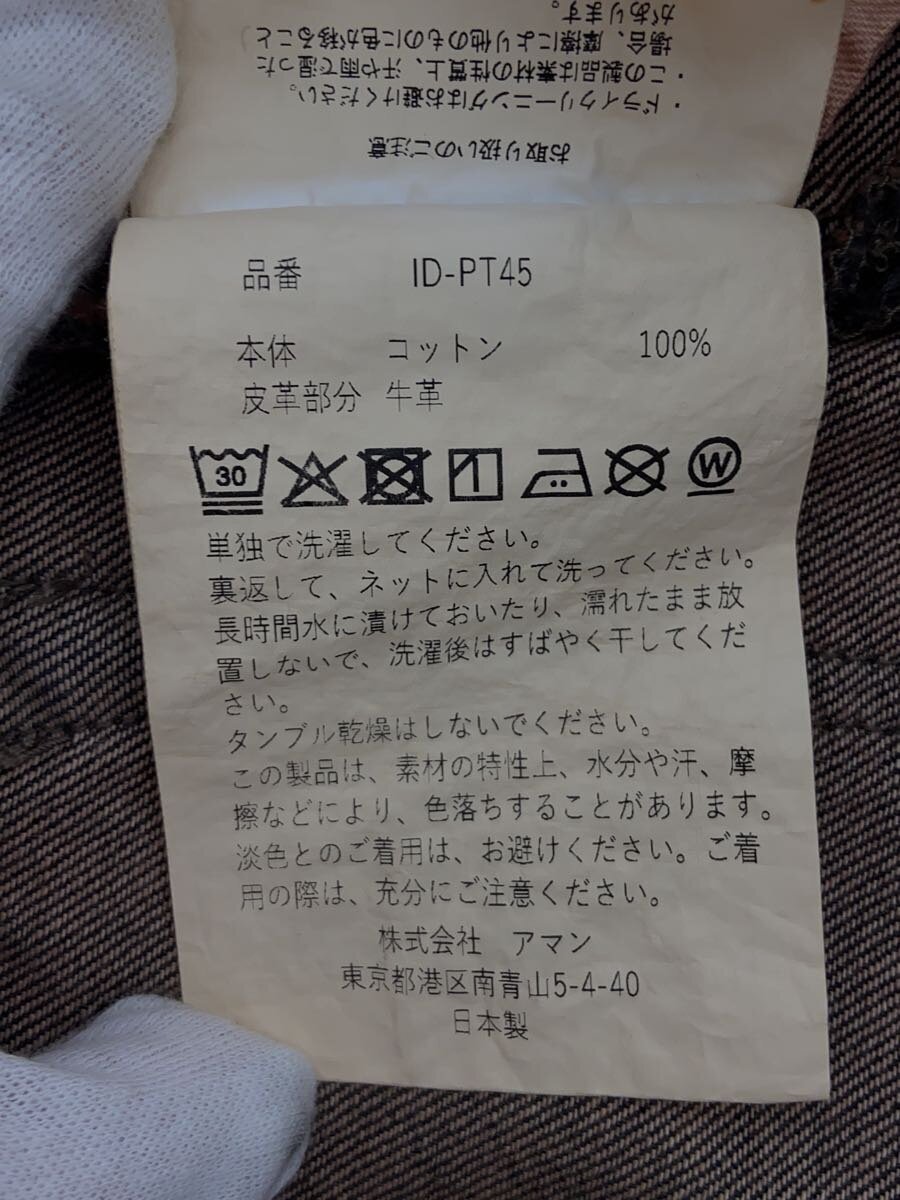 お取り扱いのご注意
・ドライクリーニングはお避けください。
・この製品は素材の性質上、汗や雨で湿った
場合、摩擦により他のものに色が移ること
があります。
品番 ID-PT45
本体 コットン 100%
皮革部分 牛革
30 W
単独で洗濯してください。
裏返して、ネットに入れて洗ってください。
長時間水に漬けておいたり、濡れたまま放
置しないで、洗濯後はすばやく干してくだ
さい。
タンブル乾燥はしないでください。
この製品は、素材の特性上、水分や汗、摩
擦などにより、色落ちすることがあります。
淡色とのご着用は、お避けください。ご着
用の際は、充分にご注意ください。
株式会社 アマン
東京都港区南青山5-4-40
日本製